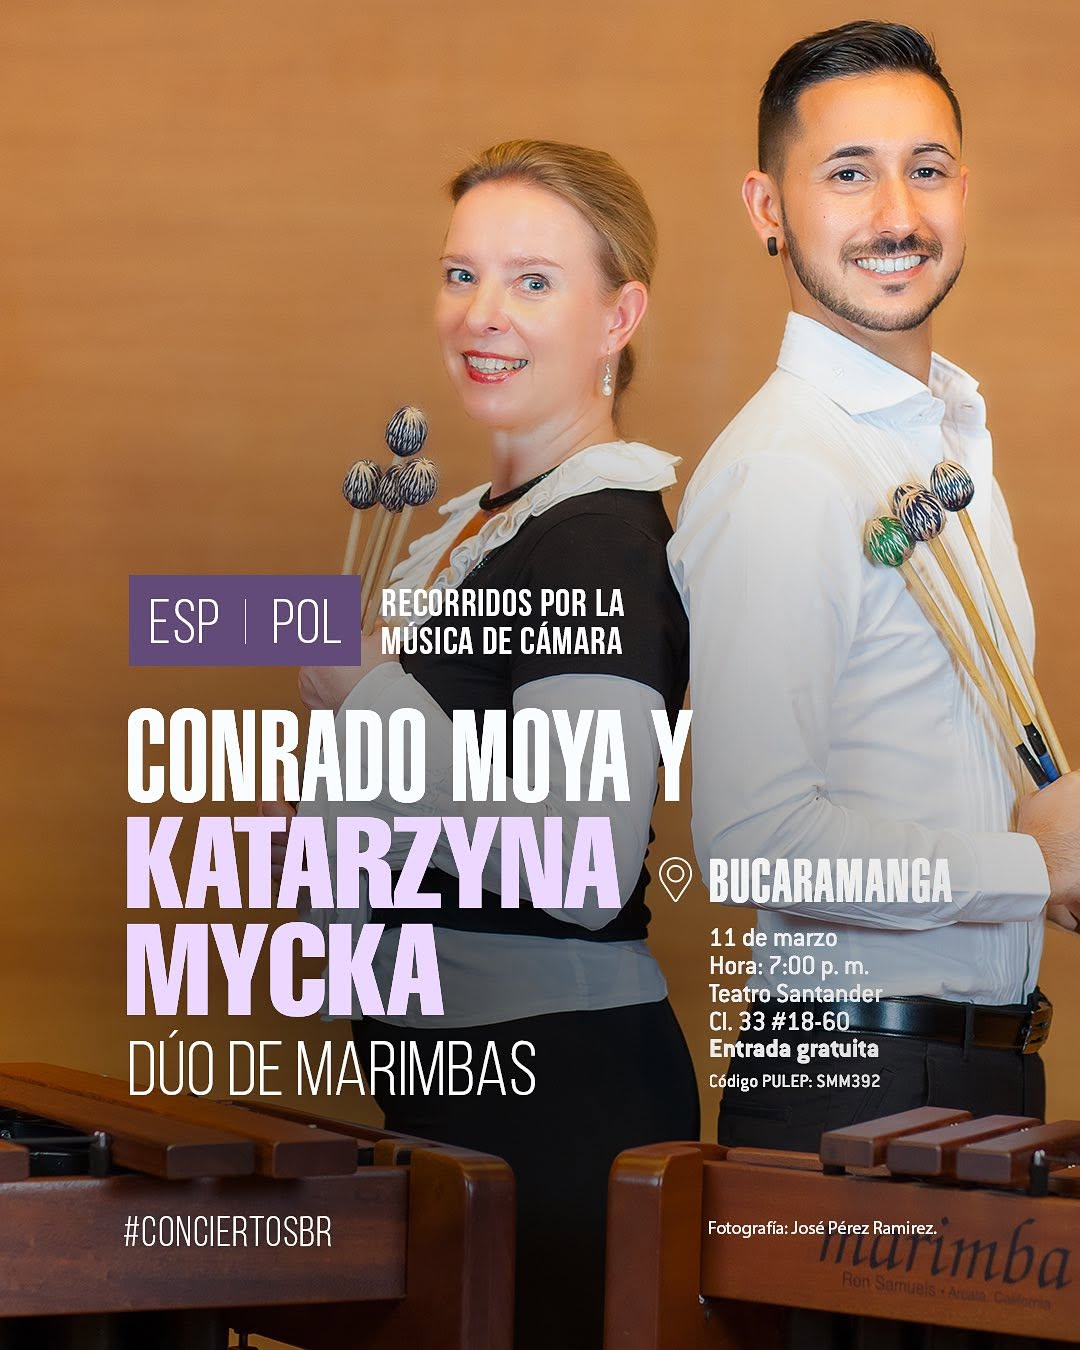 ESP | POL
RECORRIDOS POR LA
MÚSICA DE CÁMARA
CONRADO MOYA Y
KATARZYNA
MYCKA
DÚO DE MARIMBAS
BUCARAMANGA
11 de marzo
Hora: 7:00 p. m.
Teatro Santander
Cl. 33 #18-60
Entrada gratuita
Código PULEP: SMM392
#CONCIERTOSBR
Fotografía: José Pérez Ramirez.
marimba
Ron Samuels • Arcata, California